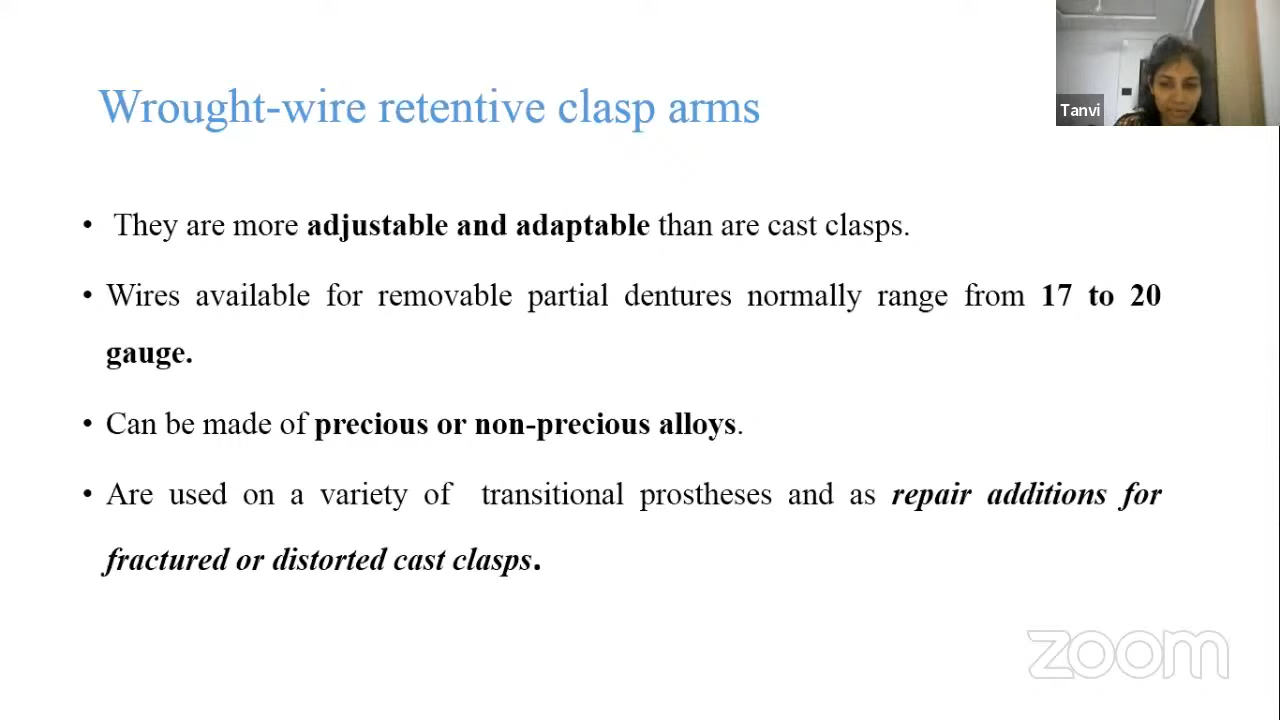 Wrought-wire retentive clasp arms
Tanvi
• They are more adjustable and adaptable than are cast clasps.
• Wires available for removable partial dentures normally range from 17 to 20
gauge.
• Can be made of precious or non-precious alloys.
• Are used on a variety of transitional prostheses and as repair additions for
fractured or distorted cast clasps.
zoom